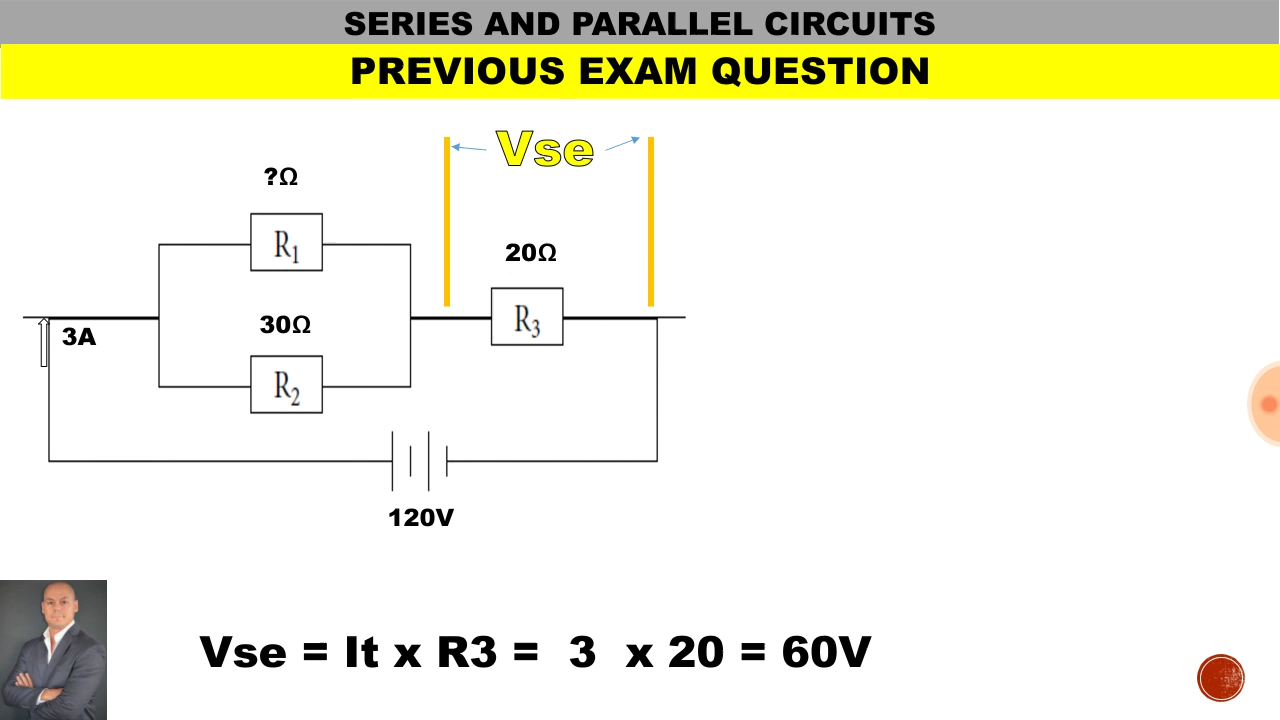 SERIES AND PARALLEL CIRCUITS
PREVIOUS EXAM QUESTION
Vse
?Ω
R₁
20Ω
R₃
30Ω
3A
R₂
120V
Vse = It x R3 = 3 x 20 = 60V